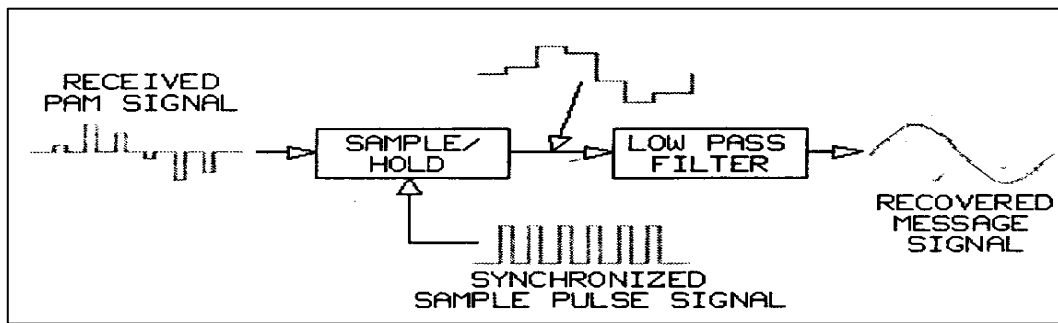 RECEIVED
PAM SIGNAL
SAMPLE/
HOLD
LOW PASS
FILTER
RECOVERED
MESSAGE
SIGNAL
SYNCHRONIZED
SAMPLE PULSE SIGNAL